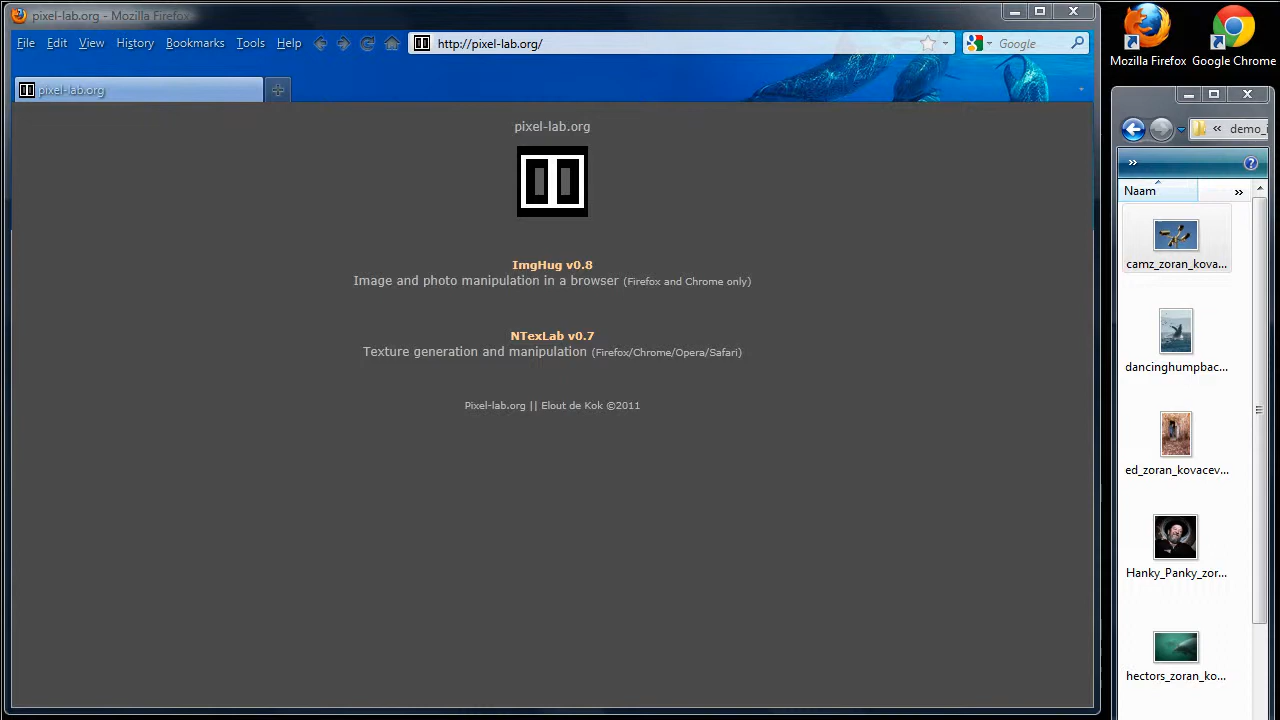 pixel-lab.org - Mozilla Firefox
File Edit View History Bookmarks Tools Help
http://pixel-lab.org/
Google
pixel-lab.org
pixel-lab.org
ImgHug v0.8
Image and photo manipulation in a browser (Firefox and Chrome only)
NTexLab v0.7
Texture generation and manipulation (Firefox/Chrome/Opera/Safari)
Pixel-lab.org || Elout de Kok ©2011
Mozilla Firefox
Google Chrome
« demo_i
»
Naam »
camz_zoran_kova...
dancinghumpbac...
ed_zoran_kovacev...
Hanky_Panky_zor...
hectors_zoran_ko...